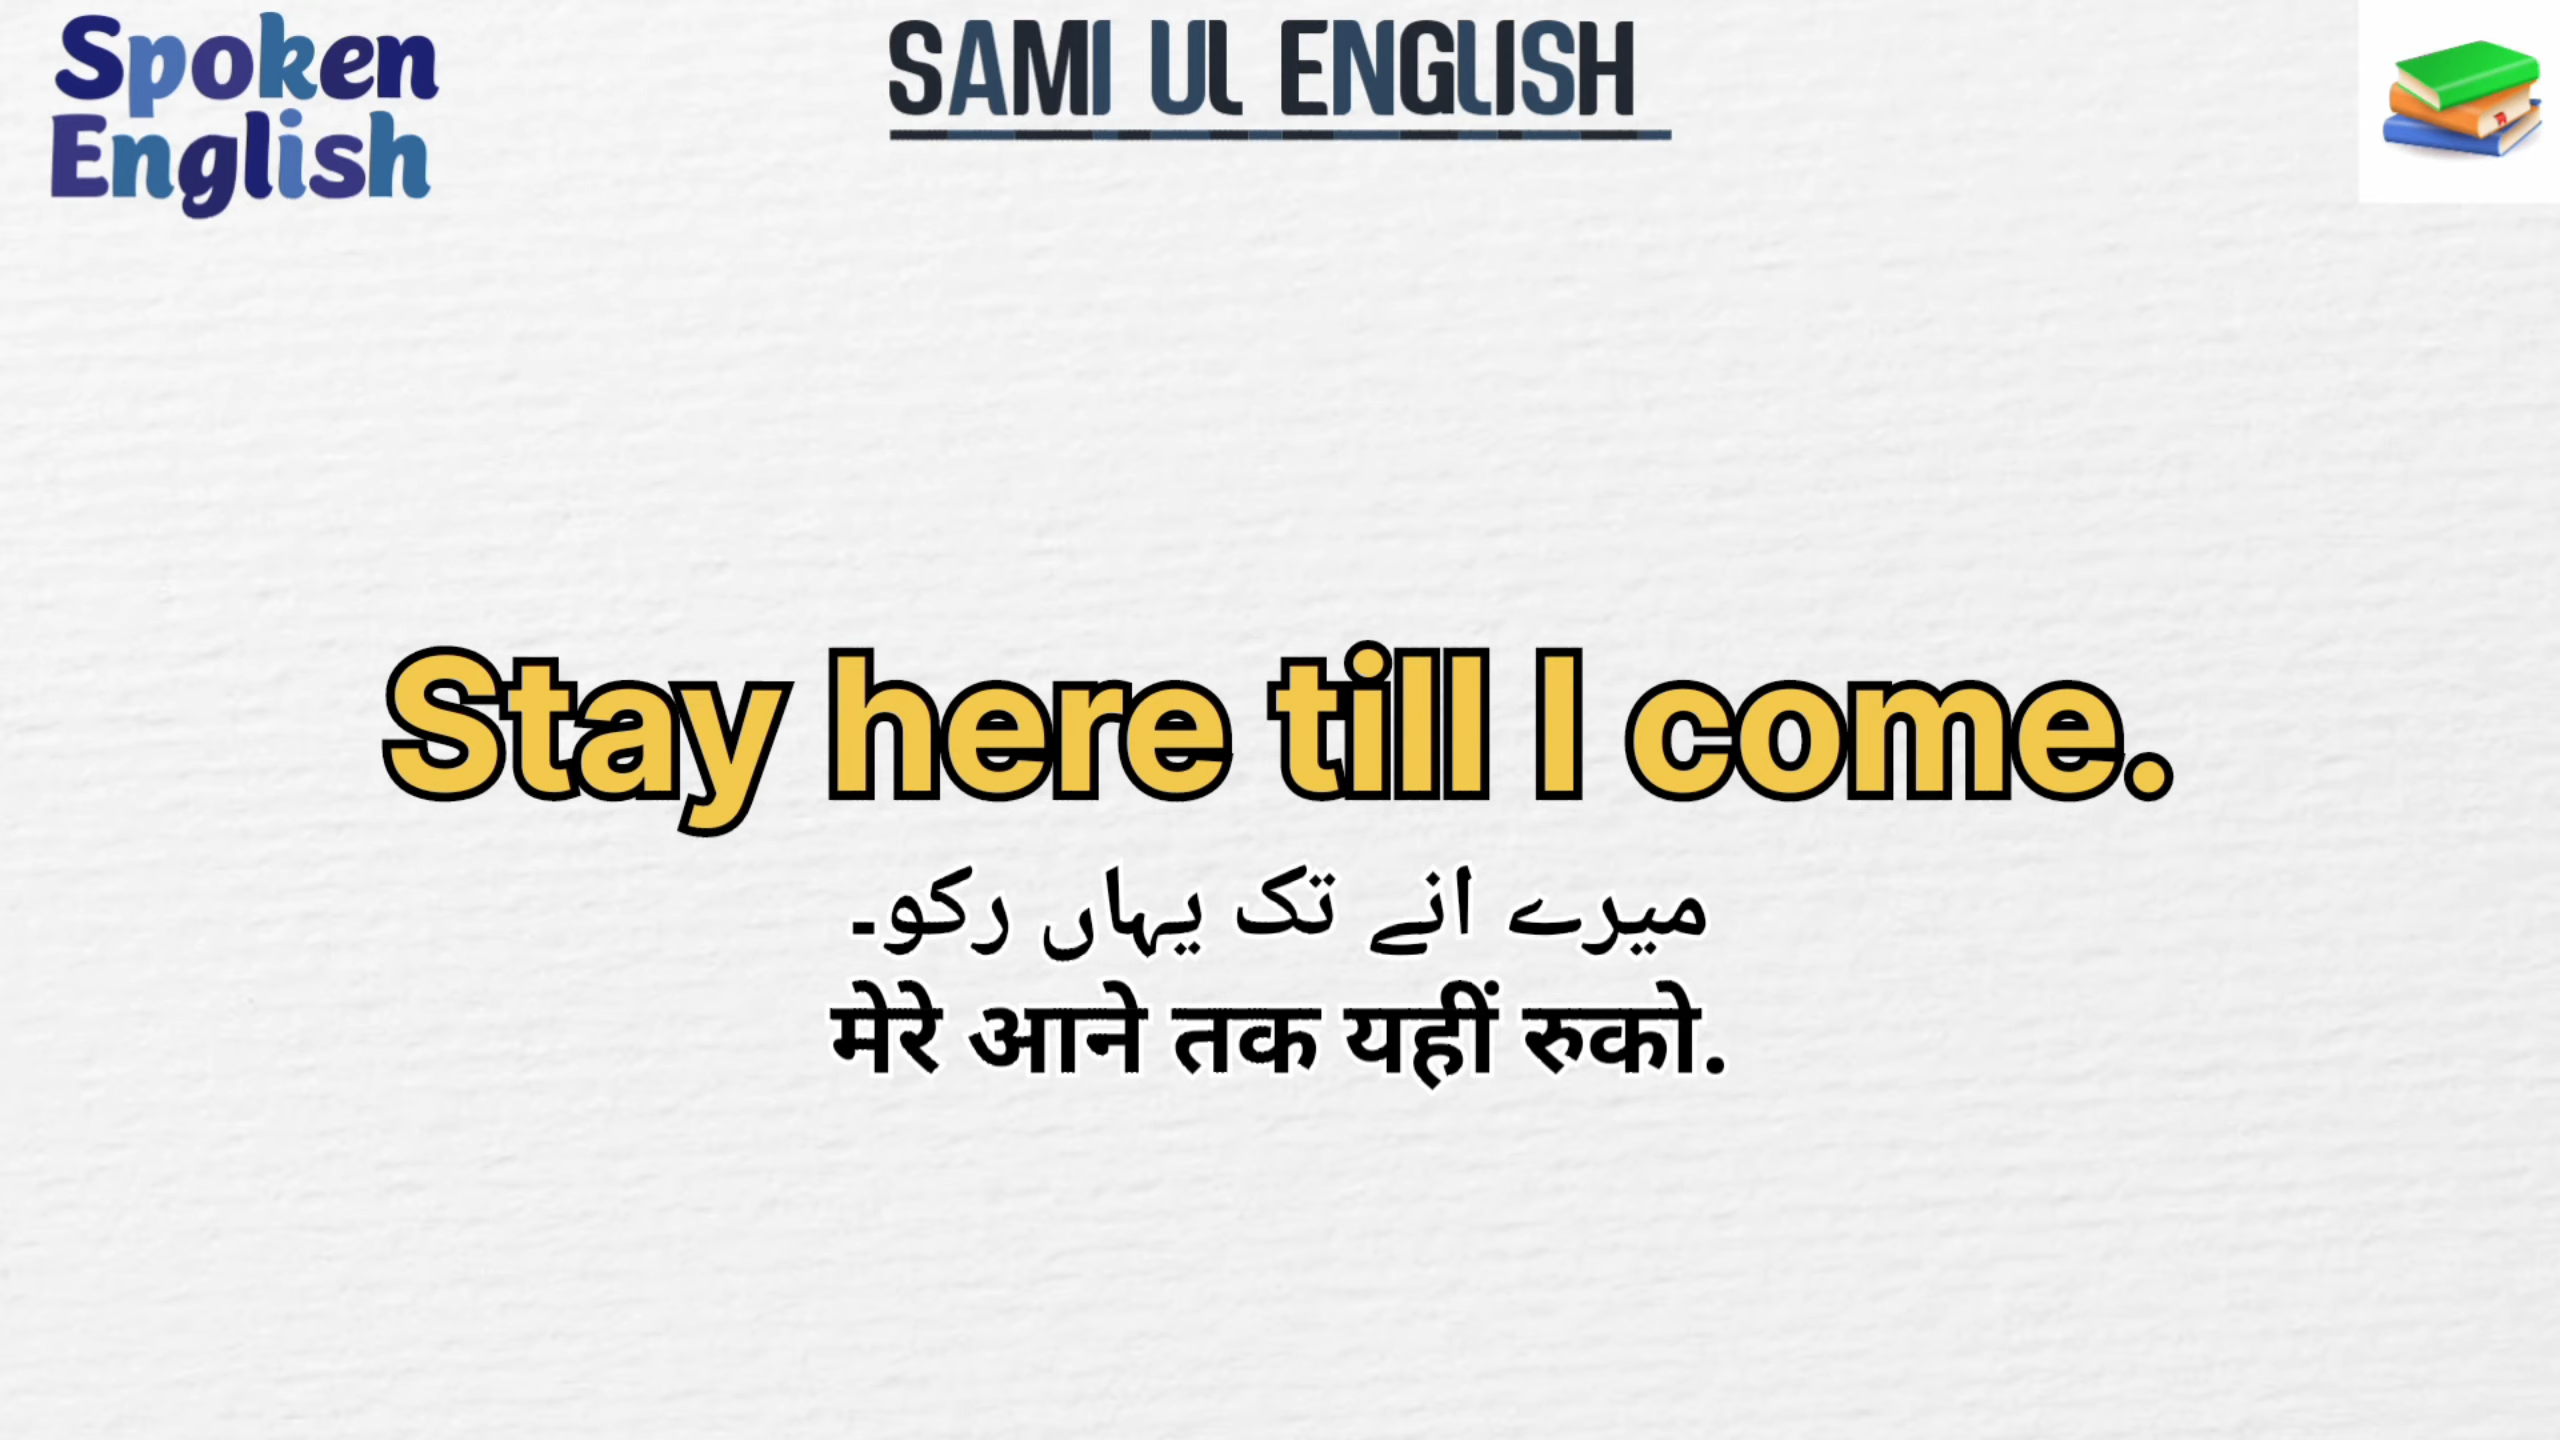 Spoken
English
SAMI UL ENGLISH
Stay here till I come.
میرے انے تک یہاں رکو۔
मेरे आने तक यहीं रुको.